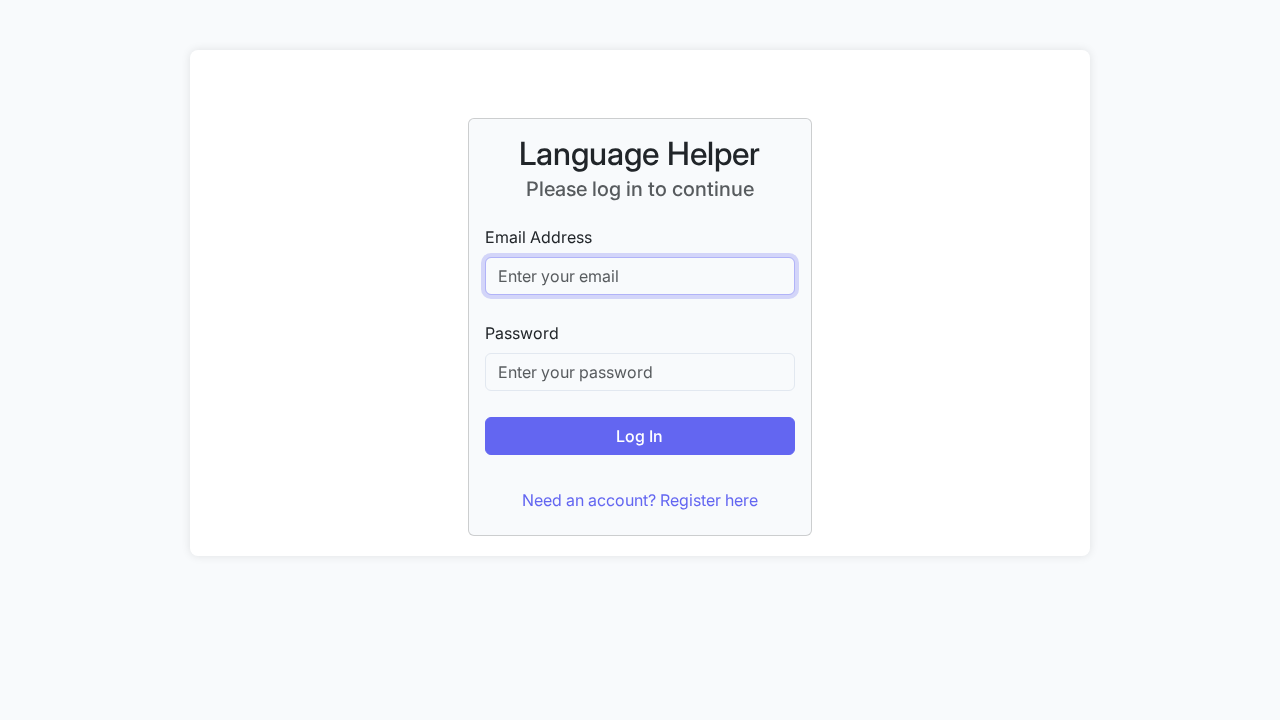 Language Helper
Please log in to continue
Email Address
Enter your email
Password
Enter your password
Log In
Need an account? Register here